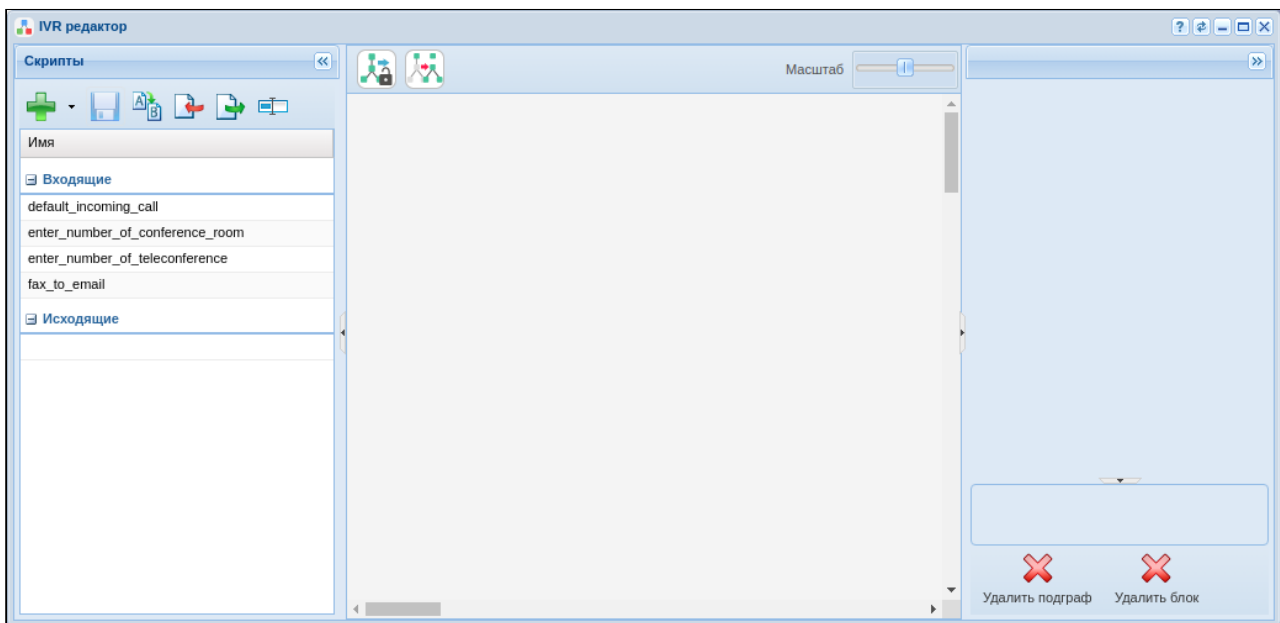 IVR редактор
Скрипты
Масштаб
Имя
Входящие
default_incoming_call
enter_number_of_conference_room
enter_number_of_teleconference
fax_to_email
Исходящие
Удалить подграф
Удалить блок